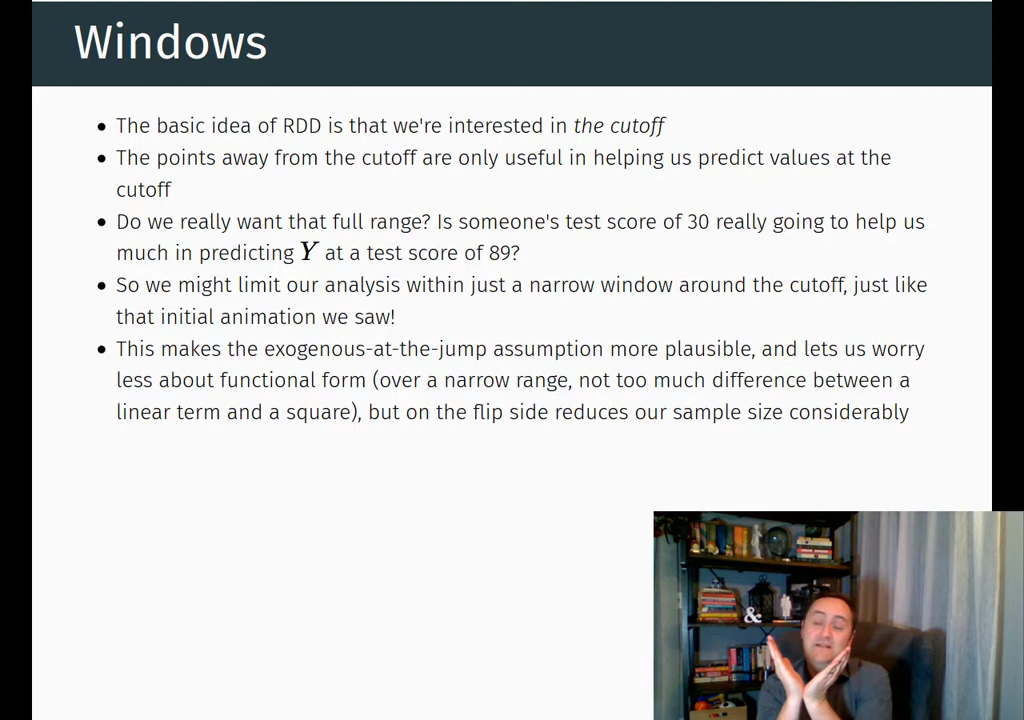 Windows
The basic idea of RDD is that we're interested in the cutoff
The points away from the cutoff are only useful in helping us predict values at the
cutoff
Do we really want that full range? Is someone's test score of 30 really going to help us
much in predicting Y at a test score of 89?
So we might limit our analysis within just a narrow window around the cutoff, just like
that initial animation we saw!
This makes the exogenous-at-the-jump assumption more plausible, and lets us worry
less about functional form (over a narrow range, not too much difference between a
linear term and a square), but on the flip side reduces our sample size considerably
&